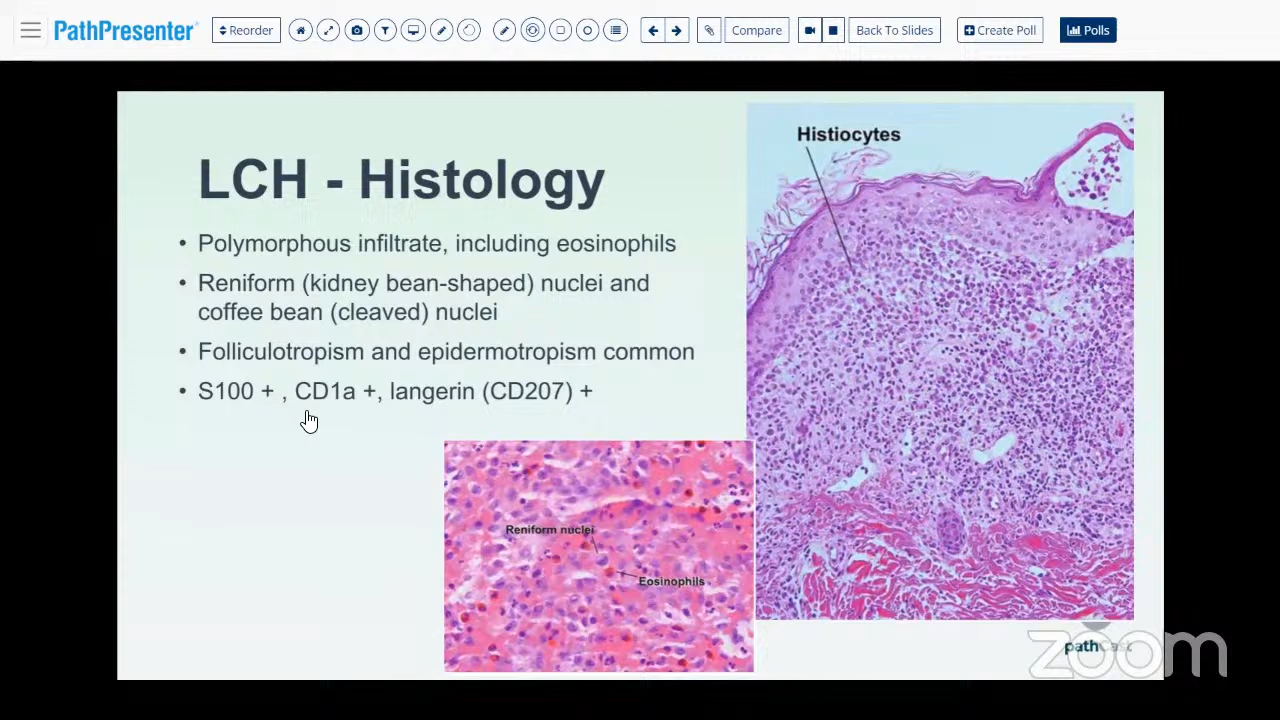 PathPresenter
Reorder
Compare
Back To Slides
Create Poll
Polls
LCH - Histology
• Polymorphous infiltrate, including eosinophils
• Reniform (kidney bean-shaped) nuclei and
coffee bean (cleaved) nuclei
• Folliculotropism and epidermotropism common
• S100 + , CD1a +, langerin (CD207) +
Histiocytes
Reniform nuclei
Eosinophils
pathCast
zoom